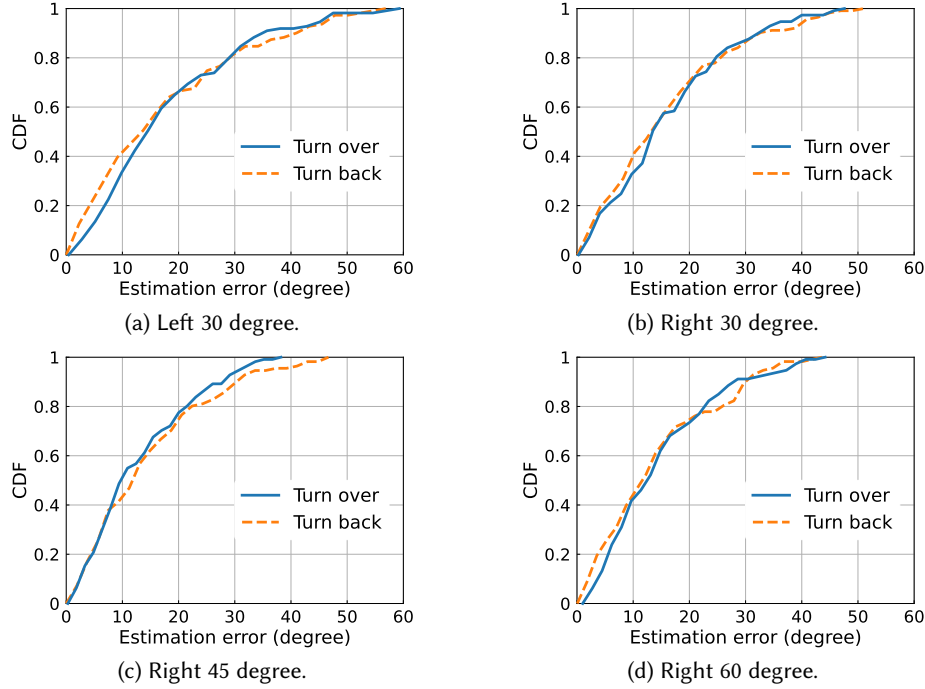 1
0.8
0.6
0.4
0.2
0
CDF
Turn over
Turn back
0 10 20 30 40 50 60
Estimation error (degree)
(a) Left 30 degree.
1
0.8
0.6
0.4
0.2
0
CDF
Turn over
Turn back
0 10 20 30 40 50 60
Estimation error (degree)
(b) Right 30 degree.
1
0.8
0.6
0.4
0.2
0
CDF
Turn over
Turn back
0 10 20 30 40 50 60
Estimation error (degree)
(c) Right 45 degree.
1
0.8
0.6
0.4
0.2
0
CDF
Turn over
Turn back
0 10 20 30 40 50 60
Estimation error (degree)
(d) Right 60 degree.